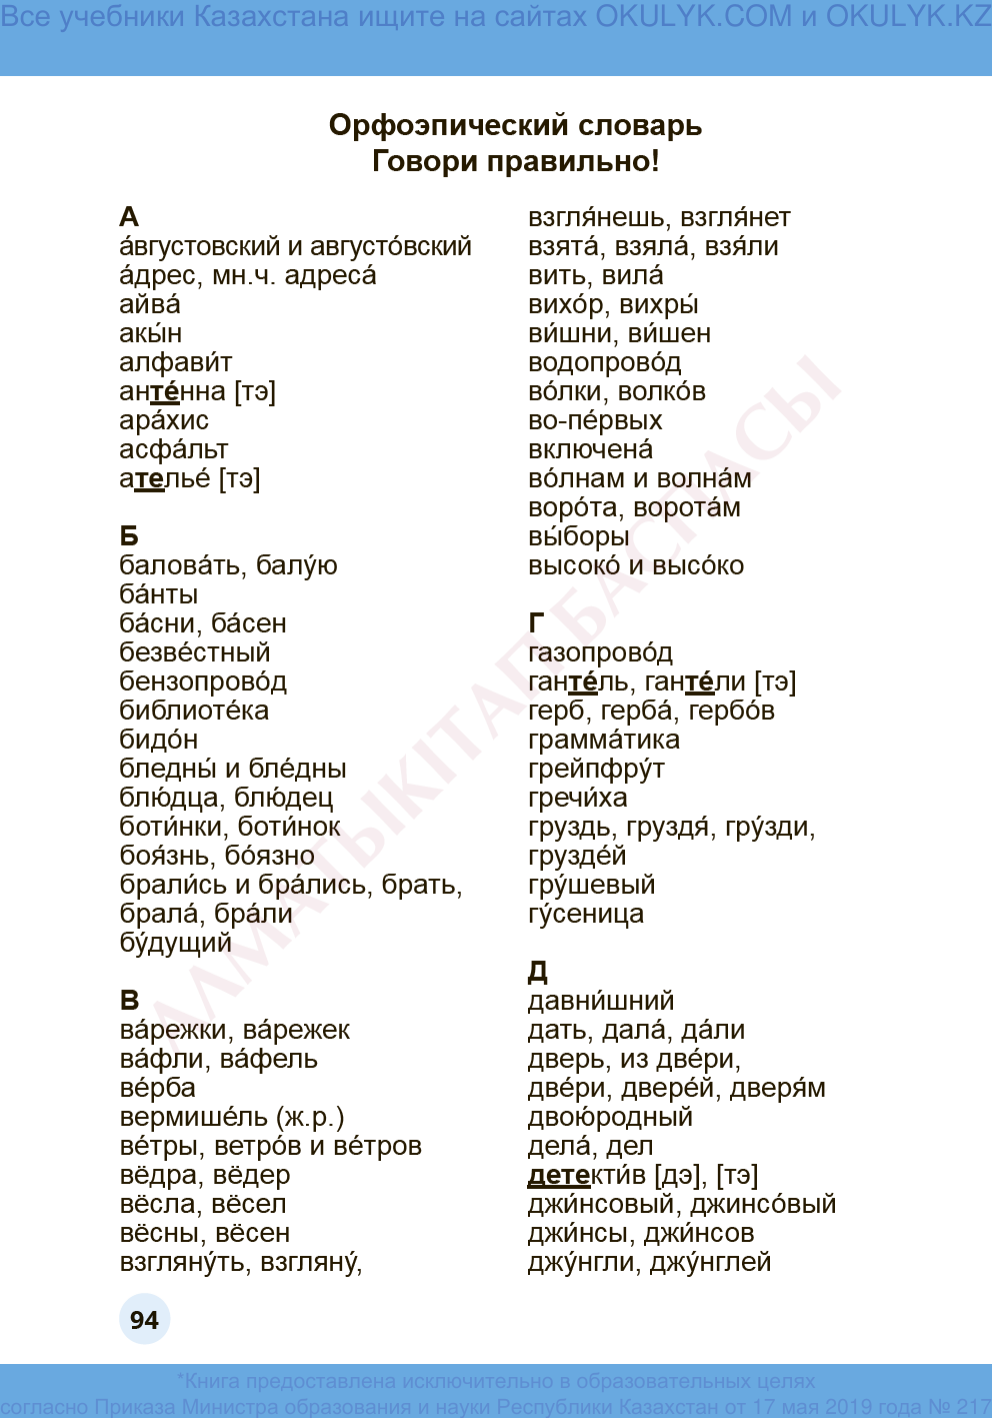 Все учебники Казахстана ищите на сайтах OKULYK.COM и OKULYK.KZ
Орфоэпический словарь
Говори правильно!
А
а́вгустовский и августо́вский
а́дрес, мн.ч. адреса́
айва́
акы́н
алфави́т
анте́нна [тэ]
ара́хис
асфа́льт
ателье́ [тэ]
Б
балова́ть, балу́ю
ба́нты
ба́сни, ба́сен
безве́стный
бензопрово́д
библиоте́ка
бидо́н
бледны́ и бле́дны
блю́дца, блю́дец
боти́нки, боти́нок
боя́знь, бо́язно
брали́сь и бра́лись, брать,
брала́, бра́ли
бу́дущий
В
ва́режки, ва́режек
ва́фли, ва́фель
ве́рба
вермише́ль (ж.р.)
ве́тры, ветро́в и ве́тров
вёдра, вёдер
вёсла, вёсел
вёсны, вёсен
взгляну́ть, взгляну́,
взгля́нешь, взгля́нет
взята́, взяла́, взя́ли
вить, вила́
вихо́р, вихры́
ви́шни, ви́шен
водопрово́д
во́лки, волко́в
во-пе́рвых
включена́
во́лнам и волна́м
воро́та, ворота́м
вы́боры
высоко́ и высо́ко
Г
газопрово́д
ганте́ль, ганте́ли [тэ]
герб, герба́, гербо́в
грамма́тика
грейпфру́т
гречи́ха
груздь, груздя́, гру́зди,
грузде́й
гру́шевый
гу́сеница
Д
давни́шний
дать, дала́, да́ли
дверь, из две́ри,
две́ри, двере́й, дверя́м
двою́родный
дела́, дел
детекти́в [дэ], [тэ]
джи́нсовый, джинсо́вый
джи́нсы, джи́нсов
джу́нгли, джу́нглей
АЛМАТЫКІТАП БАСПАСЫ
94
*Книга предоставлена исключительно в образовательных целях
согласно Приказа Министра образования и науки Республики Казахстан от 17 мая 2019 года № 217